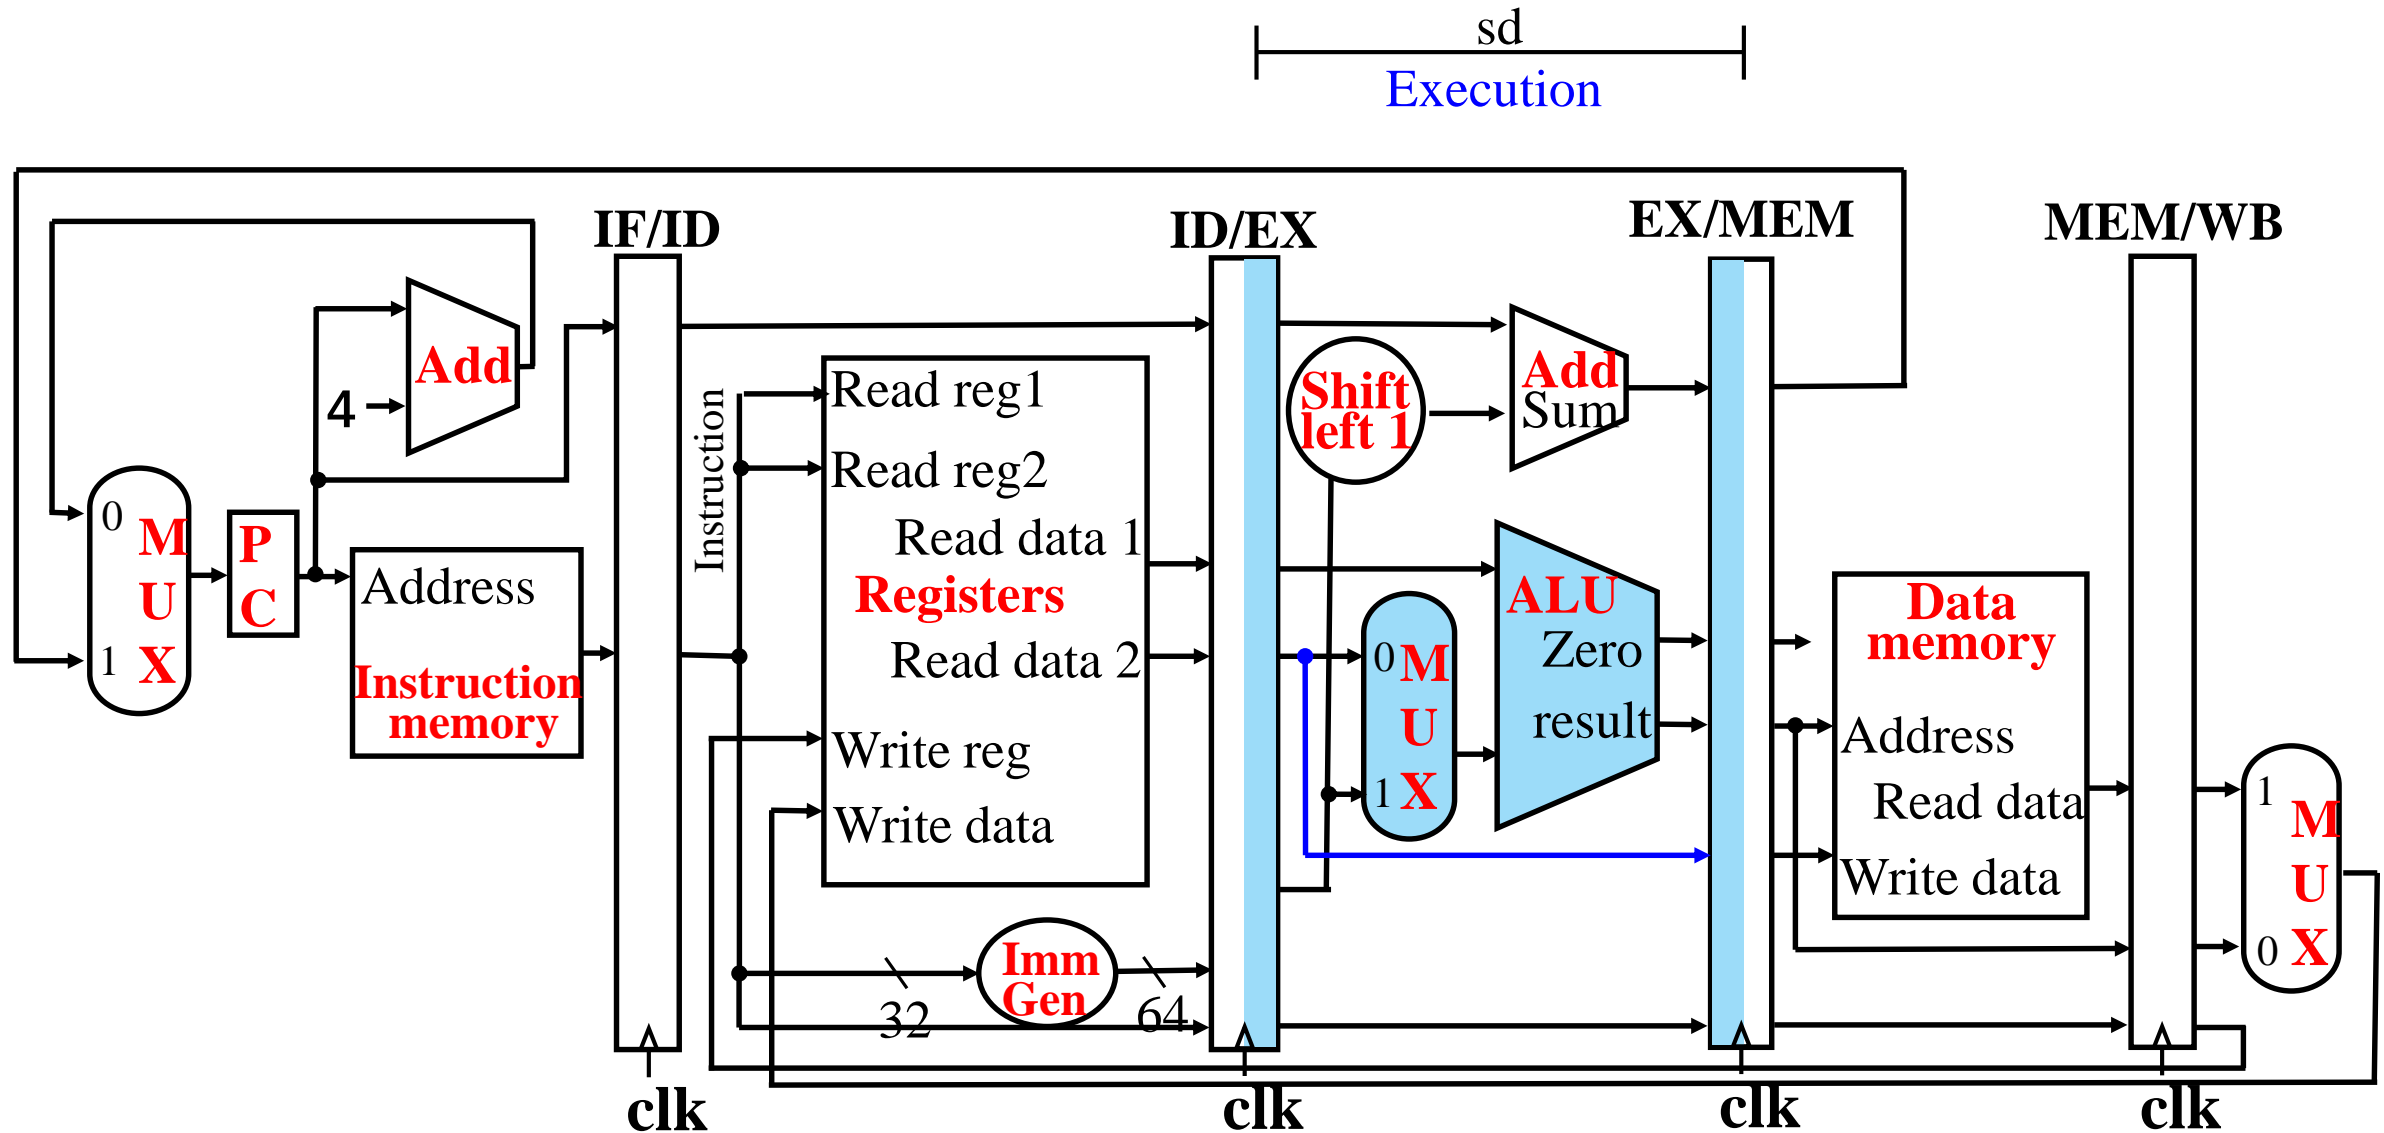 sd
Execution
IF/ID
ID/EX
EX/MEM
MEM/WB
Add
4
0
M
U
X
1
P
C
Address
Instruction
memory
Instruction
Read reg1
Read reg2
Read data 1
Registers
Read data 2
Write reg
Write data
Imm
Gen
32
64
Shift
left 1
Add
Sum
0
M
U
X
1
ALU
Zero
result
Data
memory
Address
Read data
Write data
1
M
U
X
0
clk
clk
clk
clk